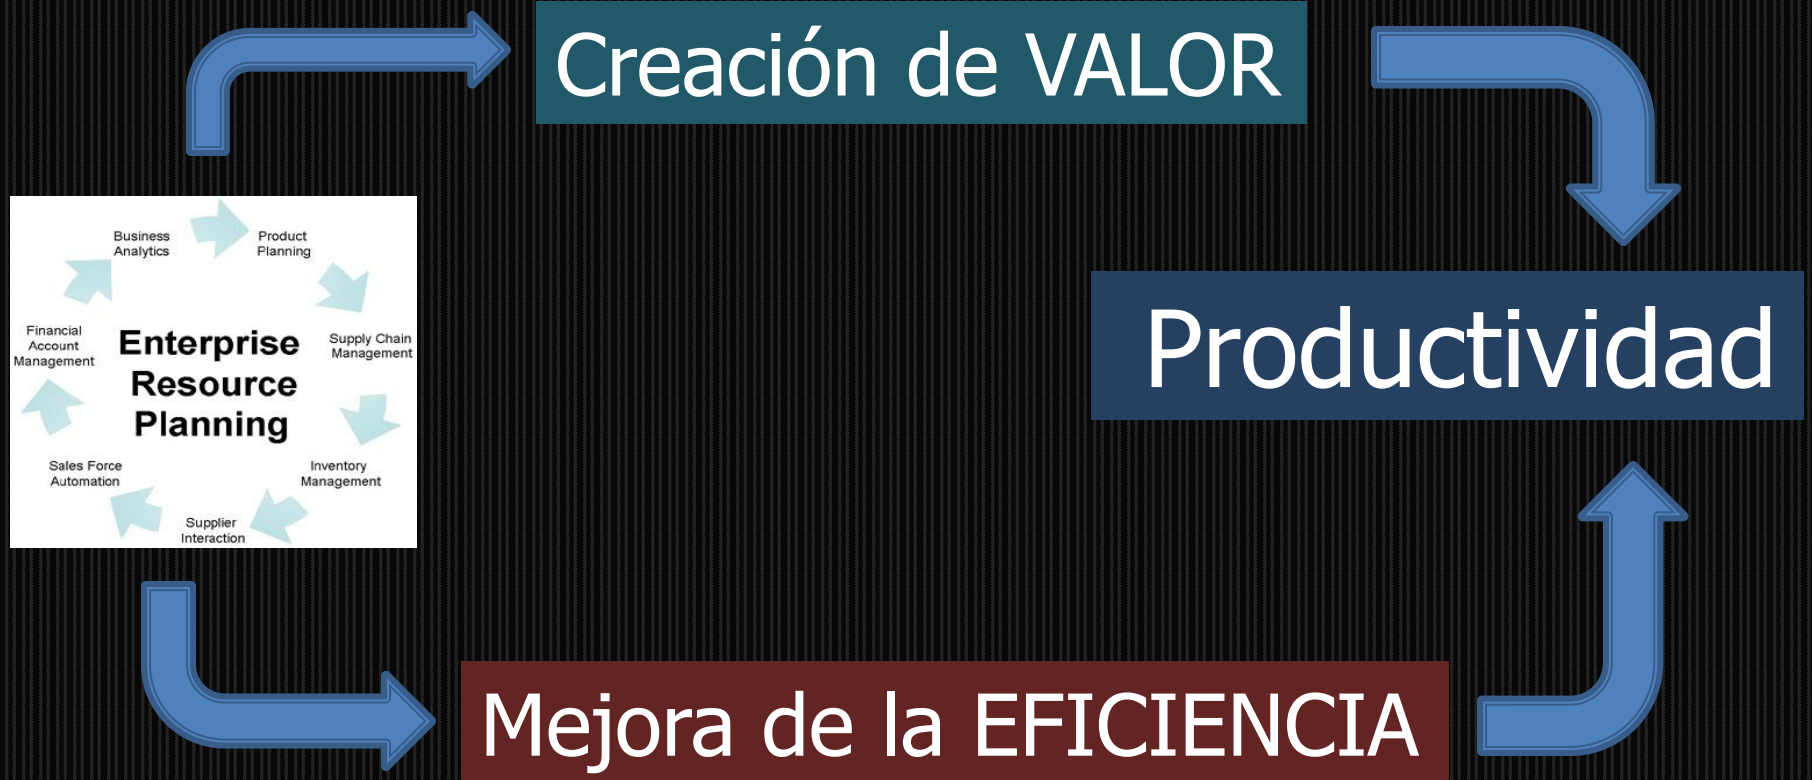 Creación de VALOR
Business
Analytics
Product
Planning
Financial
Account
Management
Enterprise
Resource
Planning
Supply Chain
Management
Sales Force
Automation
Inventory
Management
Supplier
Interaction
Productividad
Mejora de la EFICIENCIA